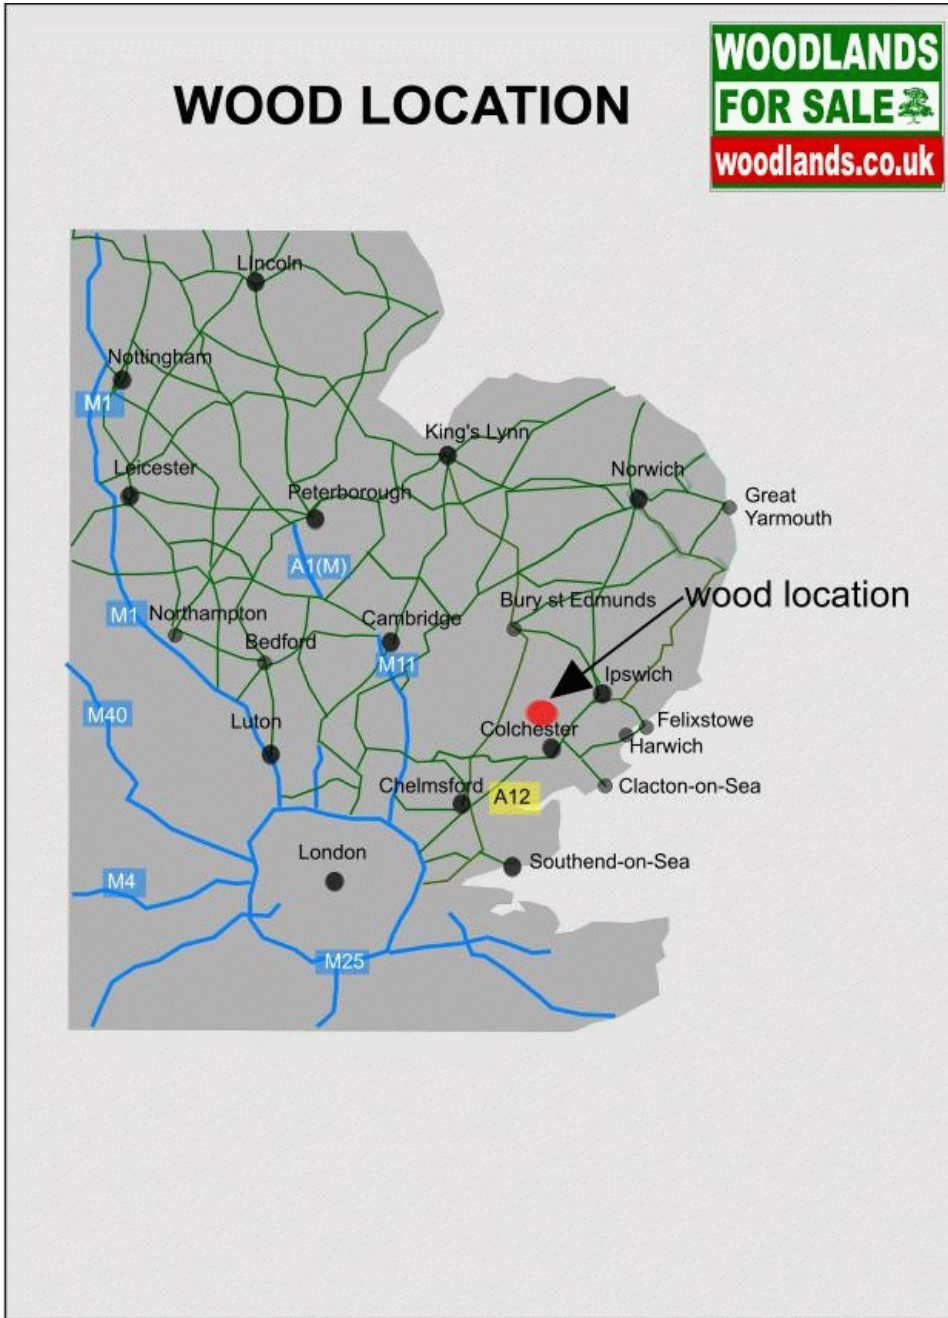 WOOD LOCATION
WOODLANDS
FOR SALE
woodlands.co.uk
LIncoln
Nottingham
M1
King's Lynn
Leicester
Norwich
Peterborough
Great
Yarmouth
A1(M)
wood location
Bury st Edmunds
M1
Northampton
Cambridge
Bedford
M11
Ipswich
M40
Luton
Felixstowe
Colchester
Harwich
Chelmsford
A12
Clacton-on-Sea
London
Southend-on-Sea
M4
M25